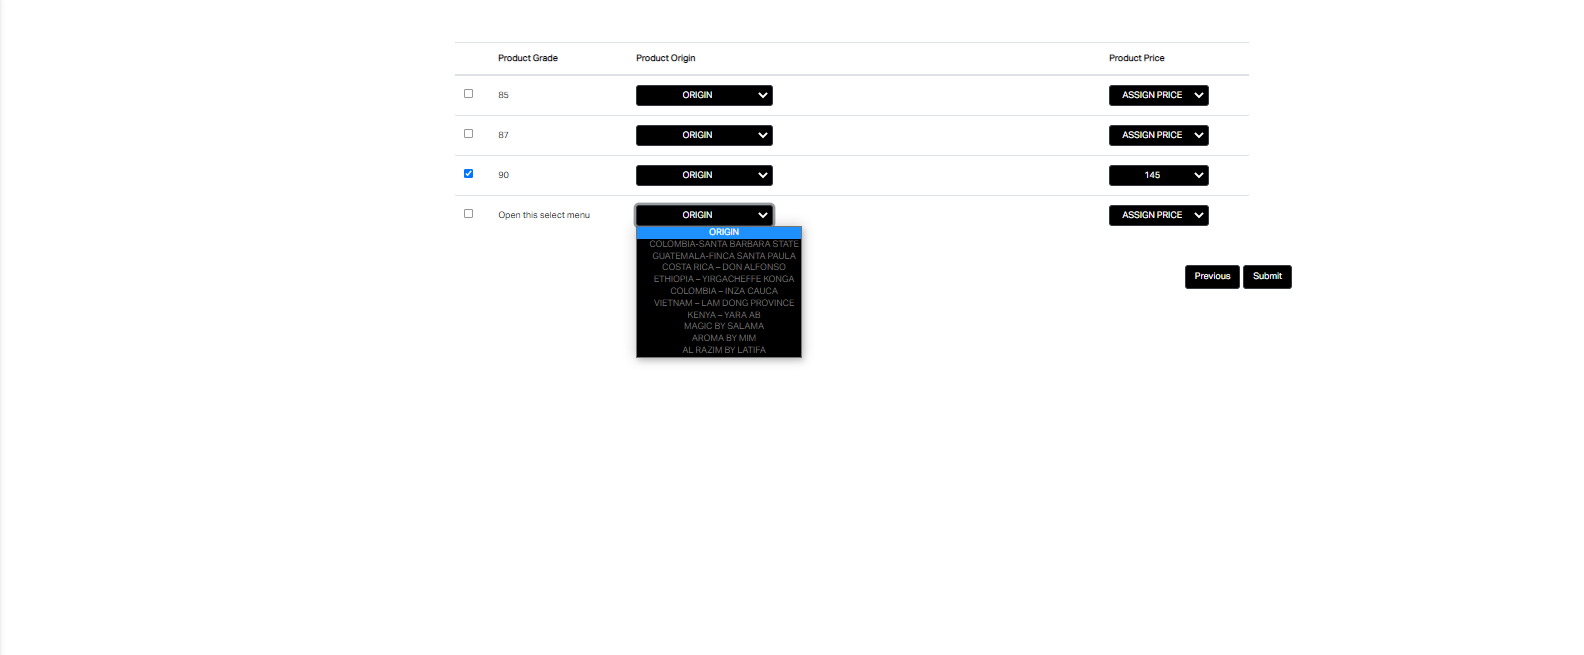 Product Grade Product Origin Product Price
85 ORIGIN ASSIGN PRICE
87 ORIGIN ASSIGN PRICE
90 ORIGIN 145
Open this select menu ORIGIN ASSIGN PRICE
ORIGIN
COLOMBIA-SANTA BARBARA STATE
GUATEMALA-FINCA SANTA PAULA
COSTA RICA – DON ALFONSO
ETHIOPIA – YIRGACHEFFE KONGA
COLOMBIA – INZA CAUCA
VIETNAM – LAM DONG PROVINCE
KENYA – YARA AB
MAGIC BY SALAMA
AROMA BY MIM
AL RAZIM BY LATIFA
Previous Submit